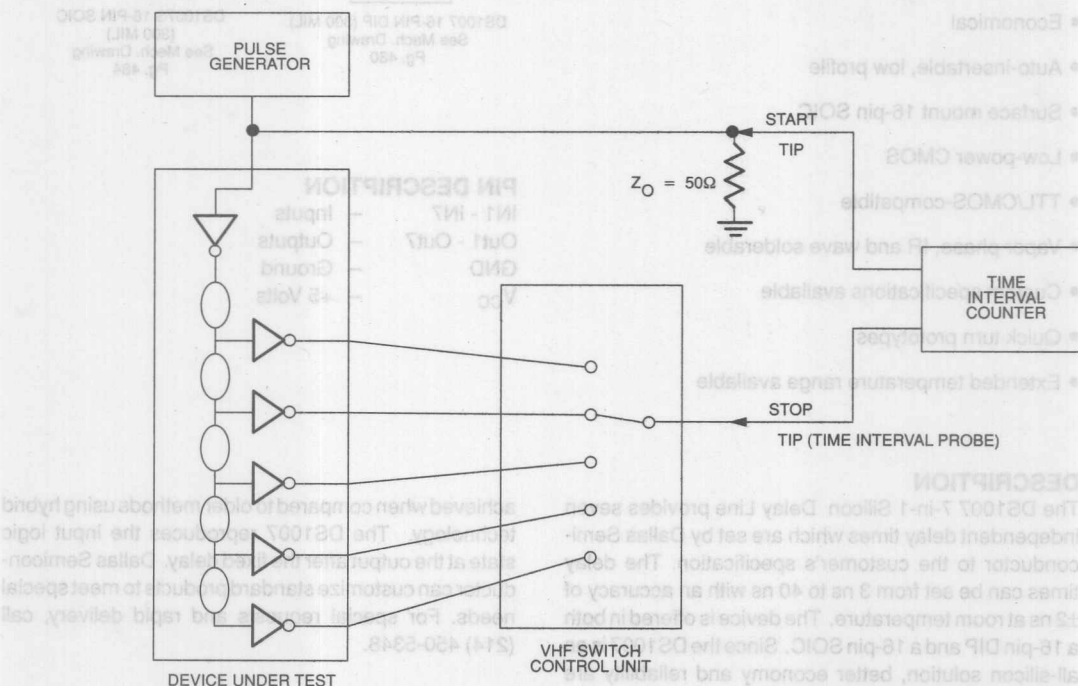 PULSE
GENERATOR
START
TIP
Z_O = 50Ω
TIME
INTERVAL
COUNTER
STOP
TIP (TIME INTERVAL PROBE)
VHF SWITCH
CONTROL UNIT
DEVICE UNDER TEST
DS1007 16-PIN DIP (300 MIL)
See Mech. Drawing
Pg. 480
DS1007S 16-PIN SOIC
(300 MIL)
See Mech. Drawing
Pg. 484
• Economical
• Auto-insertable, low profile
• Surface mount 16-pin SOIC
• Low-power CMOS
• TTL/CMOS-compatible
• Vapor phase, IR and wave solderable
• Custom specifications available
• Quick turn prototypes
• Extended temperature range available
PIN DESCRIPTION
IN1 - IN7 – Inputs
Out1 - Out7 – Outputs
GND – Ground
VCC – +5 Volts
DESCRIPTION
The DS1007 7-in-1 Silicon Delay Line provides seven
independent delay times which are set by Dallas Semi-
conductor to the customer's specification. The delay
times can be set from 3 ns to 40 ns with an accuracy of
±2 ns at room temperature. The device is offered in both
a 16-pin DIP and a 16-pin SOIC. Since the DS1007 is an
all-silicon solution, better economy and reliability are
achieved when compared to older methods using hybrid
technology. The DS1007 reproduces the input logic
state at the output after the fixed delay. Dallas Semicon-
ductor can customize standard products to meet special
needs. For special requests and rapid delivery, call
(214) 450-5348.